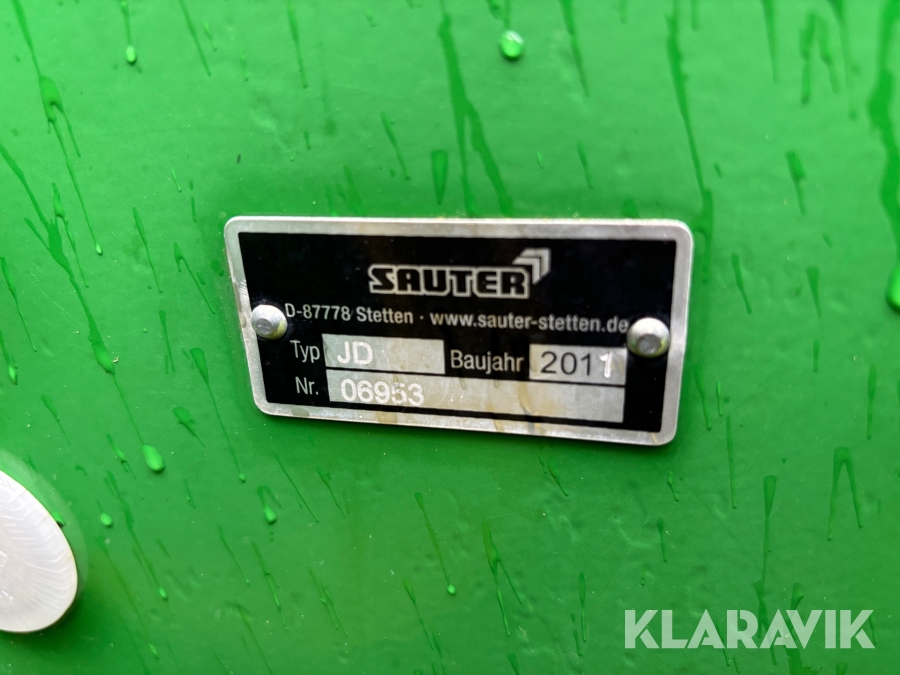 SAUTER
D-87778 Stetten · www.sauter-stetten.de
Typ JD Baujahr 2011
Nr. 06953
KLARAVIK